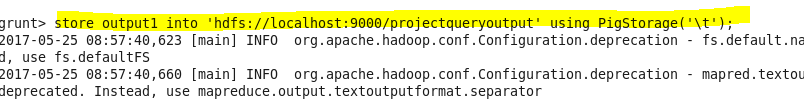 grunt> store output1 into 'hdfs://localhost:9000/projectqueryoutput' using PigStorage('\t');
2017-05-25 08:57:40,623 [main] INFO  org.apache.hadoop.conf.Configuration.deprecation - fs.default.na
d, use fs.defaultFS
2017-05-25 08:57:40,660 [main] INFO  org.apache.hadoop.conf.Configuration.deprecation - mapred.textou
deprecated. Instead, use mapreduce.output.textoutputformat.separator